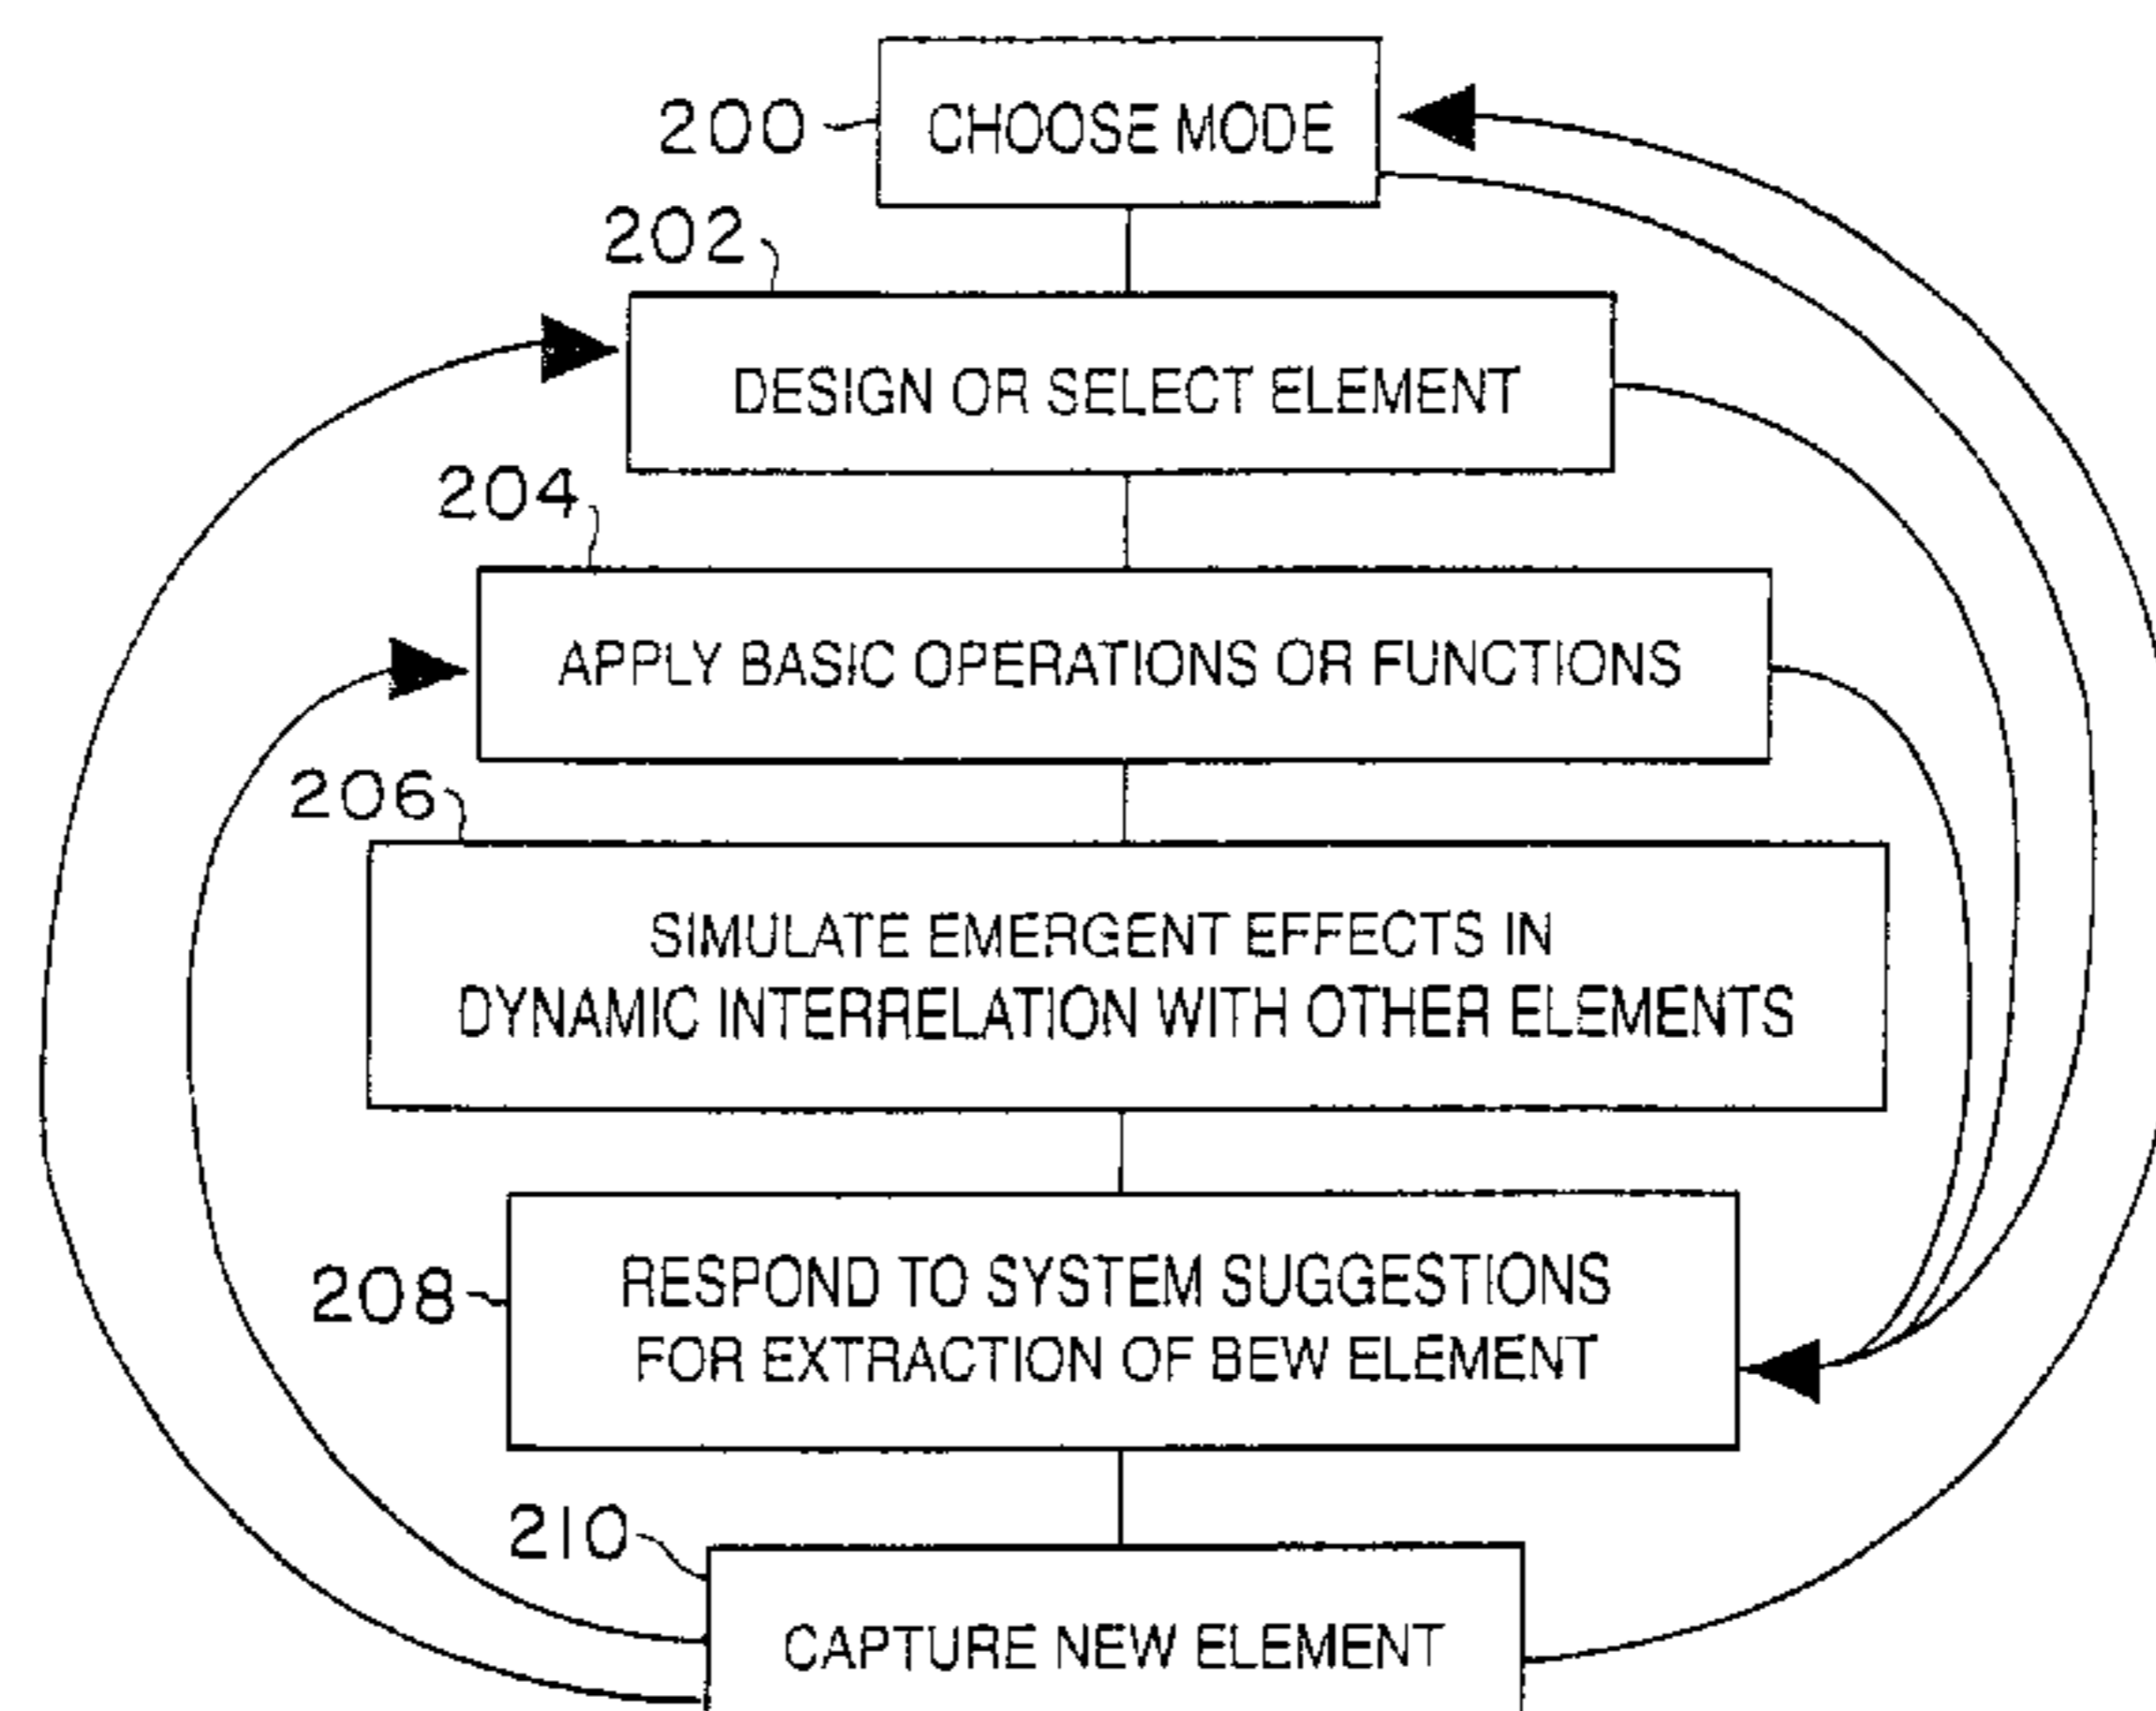 200
CHOOSE MODE
202
DESIGN OR SELECT ELEMENT
204
APPLY BASIC OPERATIONS OR FUNCTIONS
206
SIMULATE EMERGENT EFFECTS IN
DYNAMIC INTERRELATION WITH OTHER ELEMENTS
208
RESPOND TO SYSTEM SUGGESTIONS
FOR EXTRACTION OF BEW ELEMENT
210
CAPTURE NEW ELEMENT